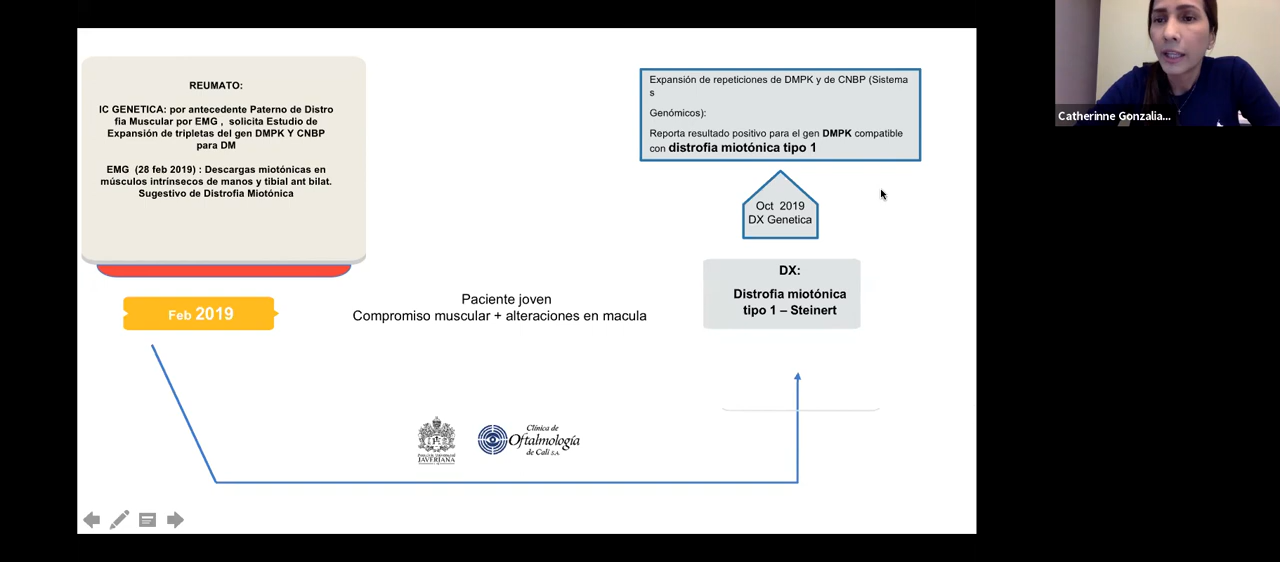 REUMATO:
IC GENETICA: por antecedente Paterno de Distro
fia Muscular por EMG , solicita Estudio de
Expansión de tripletas del gen DMPK Y CNBP
para DM
EMG (28 feb 2019) : Descargas miotónicas en
músculos intrínsecos de manos y tibial ant bilat.
Sugestivo de Distrofia Miotónica
Feb 2019
Paciente joven
Compromiso muscular + alteraciones en macula
Expansión de repeticiones de DMPK y de CNBP (Sistema
s
Genómicos):
Reporta resultado positivo para el gen DMPK compatible
con distrofia miotónica tipo 1
Oct 2019
DX Genetica
DX:
Distrofia miotónica
tipo 1 – Steinert
JAVERIANA
Clínica de
Oftalmología
de Cali S.A.
Catherinne Gonzalia...